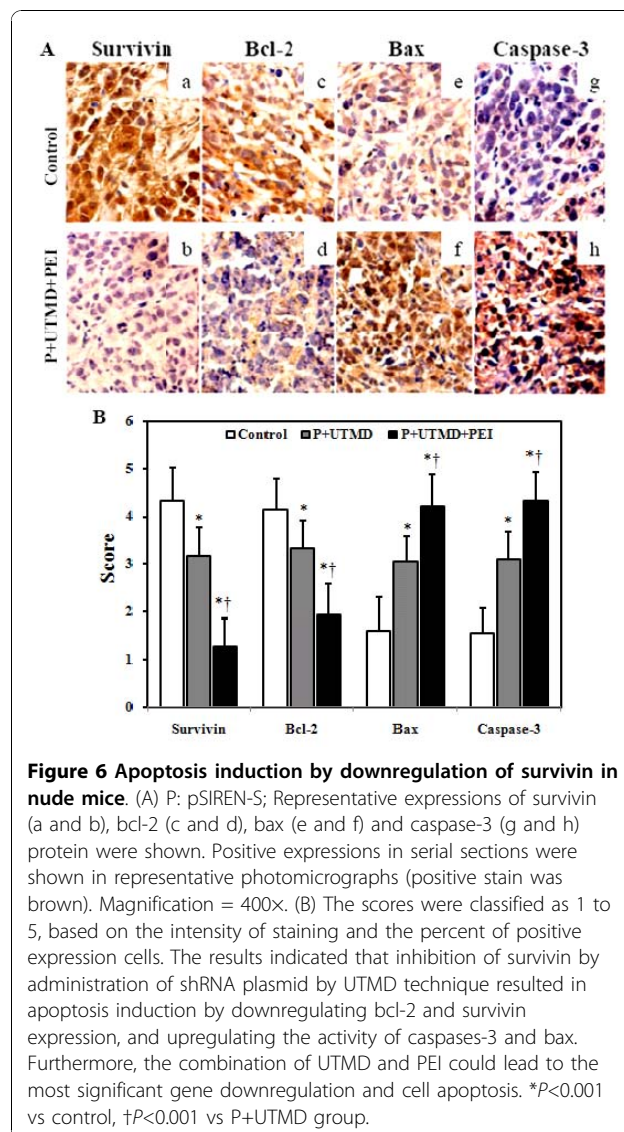 A Survivin Bcl-2 Bax Caspase-3
Control
a c e g
P+UTMD+PEI
b d f h
B
6
5
4
3
2
1
0
Score
Control P+UTMD P+UTMD+PEI
* *† * *† * *† * *†
Survivin Bcl-2 Bax Caspase-3
Figure 6 Apoptosis induction by downregulation of survivin in
nude mice. (A) P: pSIREN-S; Representative expressions of survivin
(a and b), bcl-2 (c and d), bax (e and f) and caspase-3 (g and h)
protein were shown. Positive expressions in serial sections were
shown in representative photomicrographs (positive stain was
brown). Magnification = 400×. (B) The scores were classified as 1 to
5, based on the intensity of staining and the percent of positive
expression cells. The results indicated that inhibition of survivin by
administration of shRNA plasmid by UTMD technique resulted in
apoptosis induction by downregulating bcl-2 and survivin
expression, and upregulating the activity of caspases-3 and bax.
Furthermore, the combination of UTMD and PEI could lead to the
most significant gene downregulation and cell apoptosis. *P<0.001
vs control, †P<0.001 vs P+UTMD group.